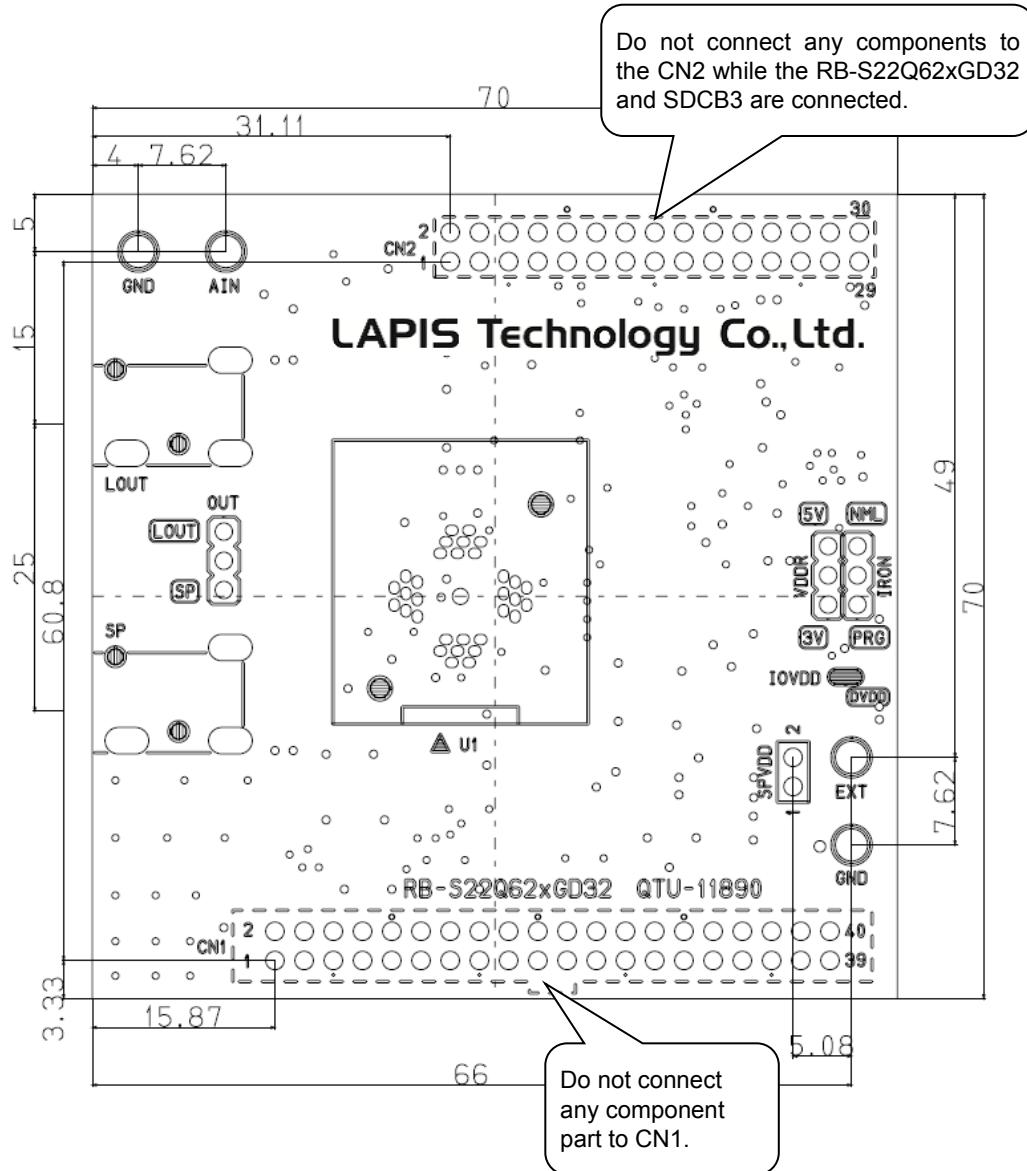 Do not connect any components to
the CN2 while the RB-S22Q62xGD32
and SDCB3 are connected.
70
31.11
4
7.62
5
30
2
CN2
1
GND
AIN
29
15
LAPIS Technology Co.,Ltd.
LOUT
49
OUT
5V
NML
LOUT
25
VDDR
IRON
60.8
SP
70
SP
3V
PRG
IOVDD
DVDD
U1
2
SPVDD
EXT
1
7.62
GND
RB-S22Q62xGD32 QTU-11890
2
40
CN1
1
39
3.33
15.87
5.08
66
Do not connect
any component
part to CN1.